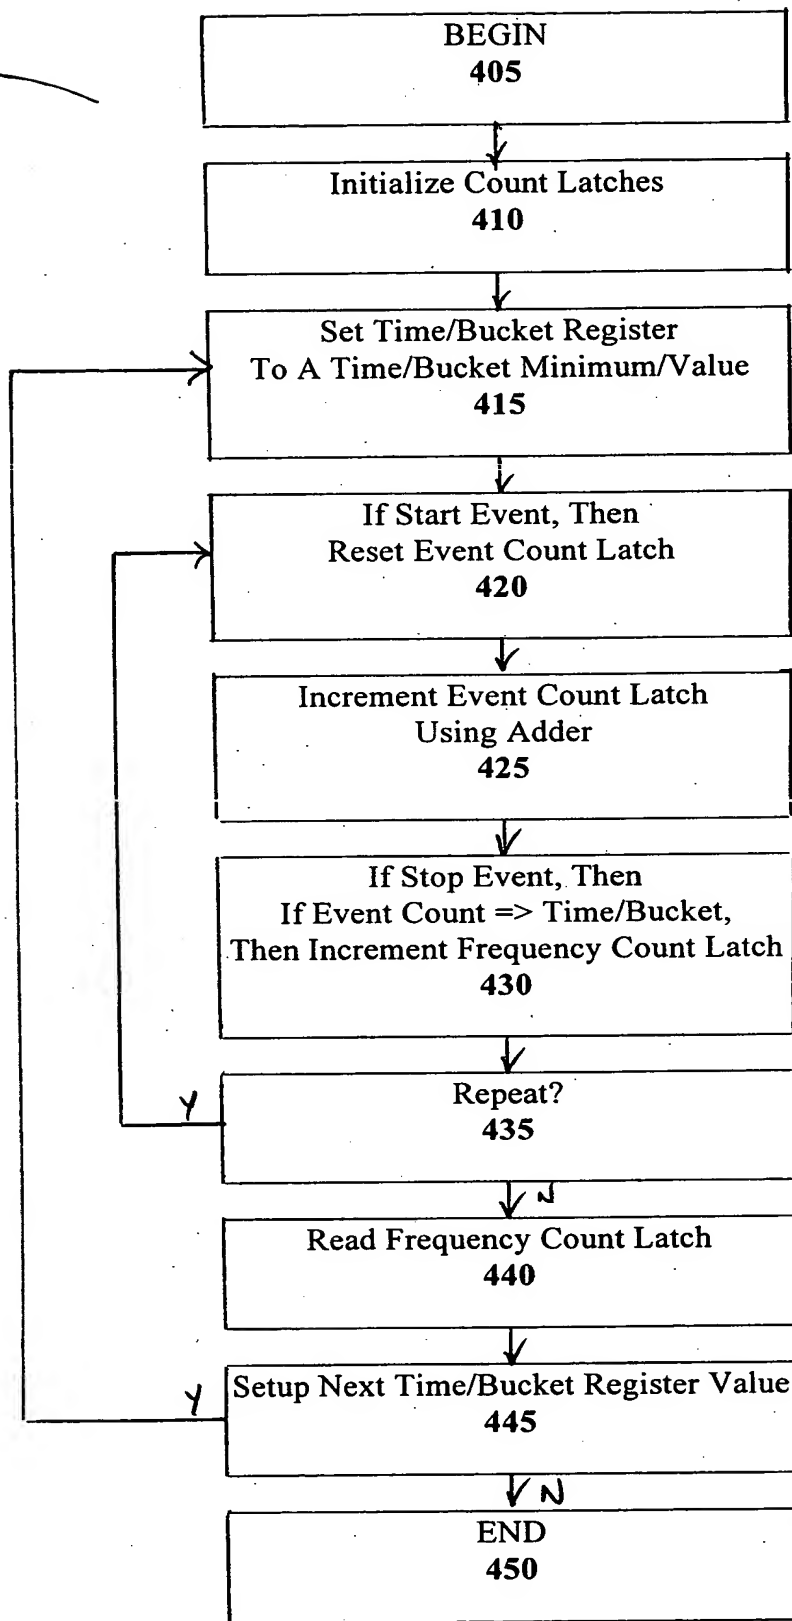 BEGIN
405
Initialize Count Latches
410
Set Time/Bucket Register
To A Time/Bucket Minimum/Value
415
If Start Event, Then
Reset Event Count Latch
420
Increment Event Count Latch
Using Adder
425
If Stop Event, Then
If Event Count => Time/Bucket,
Then Increment Frequency Count Latch
430
Repeat?
435
Y
N
Read Frequency Count Latch
440
Setup Next Time/Bucket Register Value
445
Y
N
END
450